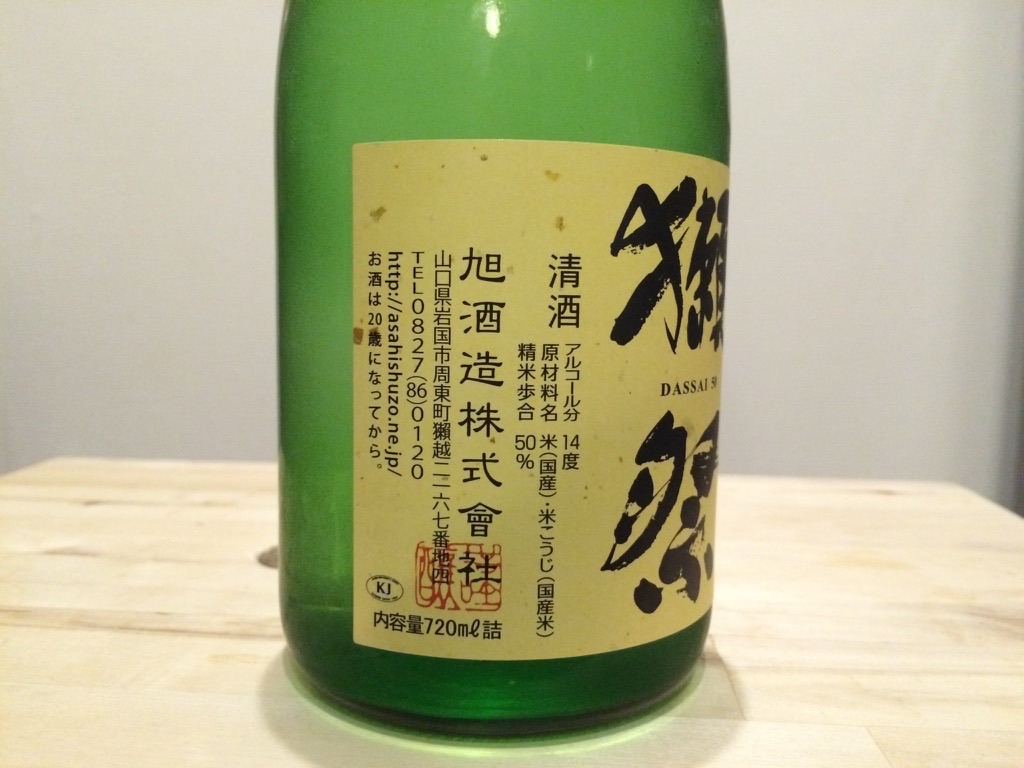 獺祭
DASSAI 50
清酒
アルコール分 14度
原材料名 米(国産)・米こうじ(国産米)
精米歩合 50%
旭酒造株式會社
山口県岩国市周東町獺越二一六七番地四
TEL0827(86)0120
http://asahishuzo.ne.jp/
お酒は20歳になってから。
KJ
内容量720mℓ詰